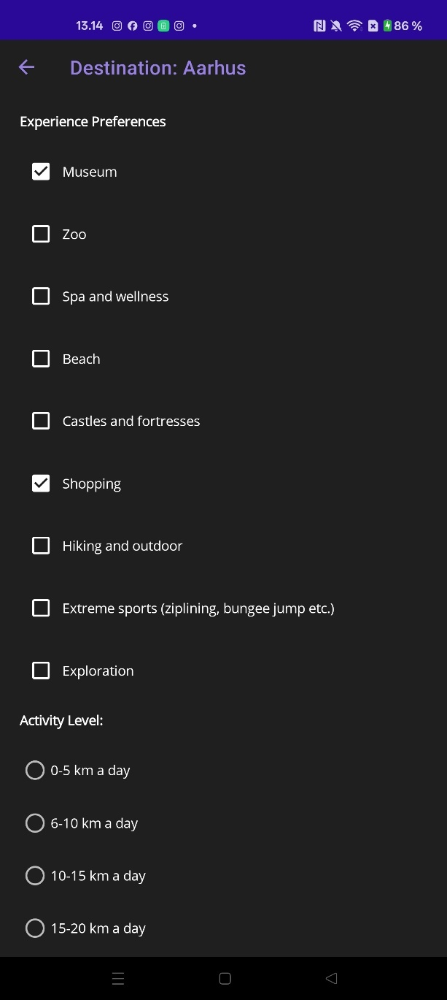 13.14
86 %
Destination: Aarhus
Experience Preferences
Museum
Zoo
Spa and wellness
Beach
Castles and fortresses
Shopping
Hiking and outdoor
Extreme sports (ziplining, bungee jump etc.)
Exploration
Activity Level:
0-5 km a day
6-10 km a day
10-15 km a day
15-20 km a day